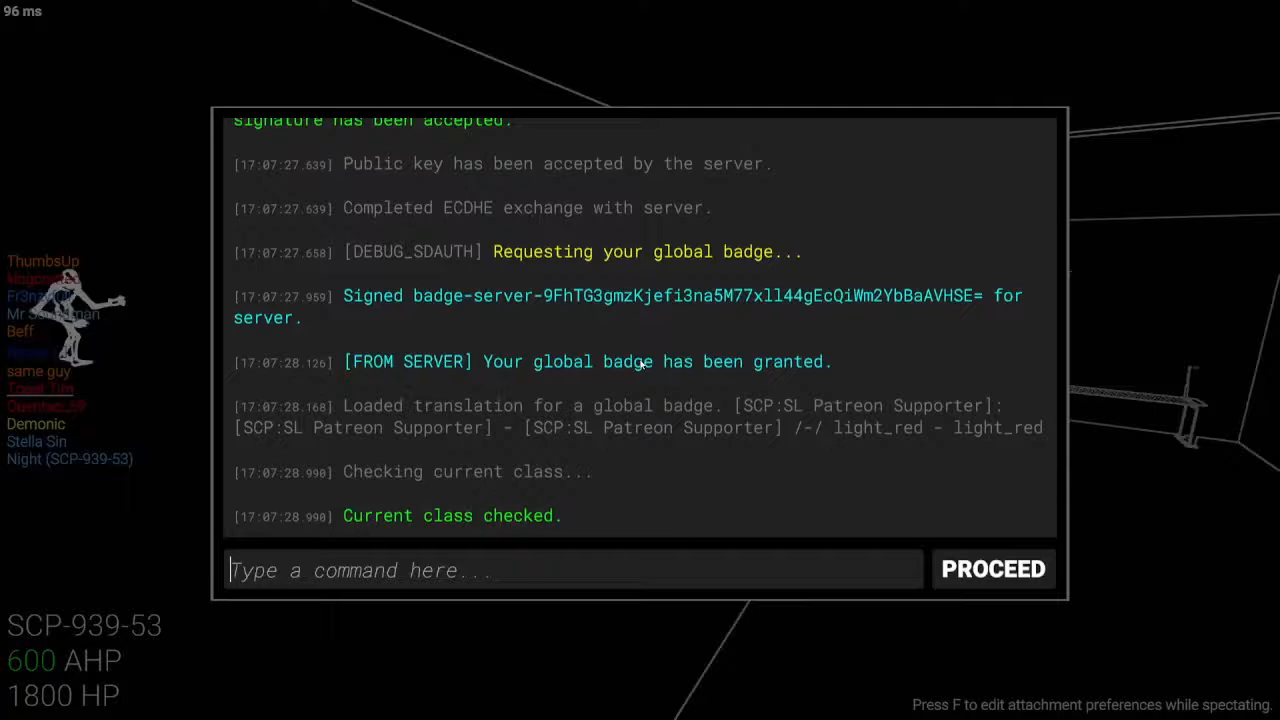 96 ms
signature has been accepted.
[17:07:27.639] Public key has been accepted by the server.
[17:07:27.639] Completed ECDHE exchange with server.
[17:07:27.658] [DEBUG_SDAUTH] Requesting your global badge...
[17:07:27.959] Signed badge-server-9FhTG3gmzKjefi3na5M77xll44gEcQiWm2YbBaAVHSE= for
server.
[17:07:28.126] [FROM SERVER] Your global badge has been granted.
[17:07:28.168] Loaded translation for a global badge. [SCP:SL Patreon Supporter]:
[SCP:SL Patreon Supporter] - [SCP:SL Patreon Supporter] /-/ light_red - light_red
[17:07:28.990] Checking current class...
[17:07:28.990] Current class checked.
Type a command here...
PROCEED
ThumbsUp
Beff
same guy
Demonic
Stella Sin
Night (SCP-939-53)
SCP-939-53
600 AHP
1800 HP
Press F to edit attachment preferences while spectating.